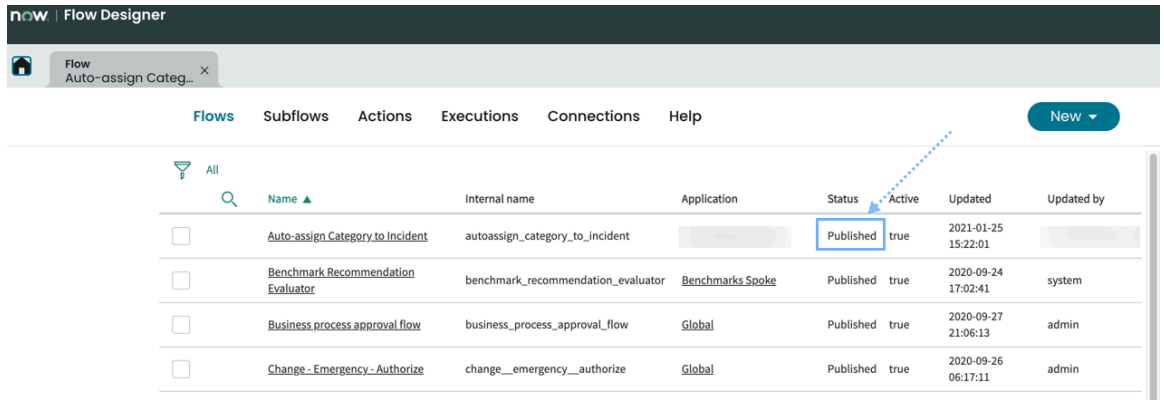 now. | Flow Designer
Flow
Auto-assign Categ... ×
Flows Subflows Actions Executions Connections Help New
All
Name ▲ Internal name Application Status Active Updated Updated by
Auto-assign Category to Incident autoassign_category_to_incident Published true 2021-01-25
15:22:01
Benchmark Recommendation
Evaluator benchmark_recommendation_evaluator Benchmarks Spoke Published true 2020-09-24
17:02:41 system
Business process approval flow business_process_approval_flow Global Published true 2020-09-27
21:06:13 admin
Change - Emergency - Authorize change__emergency__authorize Global Published true 2020-09-26
06:17:11 admin